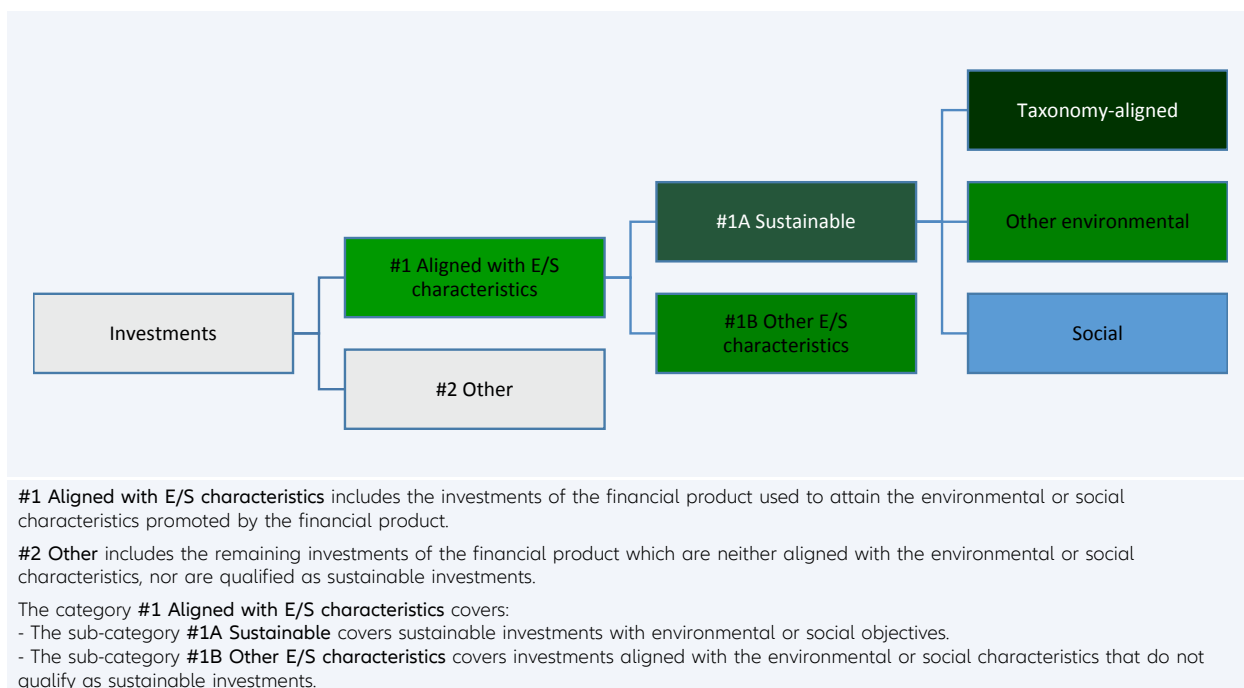 Taxonomy-aligned
#1A Sustainable
Other environmental
#1 Aligned with E/S
characteristics
Investments
#1B Other E/S
characteristics
Social
#2 Other
#1 Aligned with E/S characteristics includes the investments of the financial product used to attain the environmental or social
characteristics promoted by the financial product.
#2 Other includes the remaining investments of the financial product which are neither aligned with the environmental or social
characteristics, nor are qualified as sustainable investments.
The category #1 Aligned with E/S characteristics covers:
- The sub-category #1A Sustainable covers sustainable investments with environmental or social objectives.
- The sub-category #1B Other E/S characteristics covers investments aligned with the environmental or social characteristics that do not
qualify as sustainable investments.